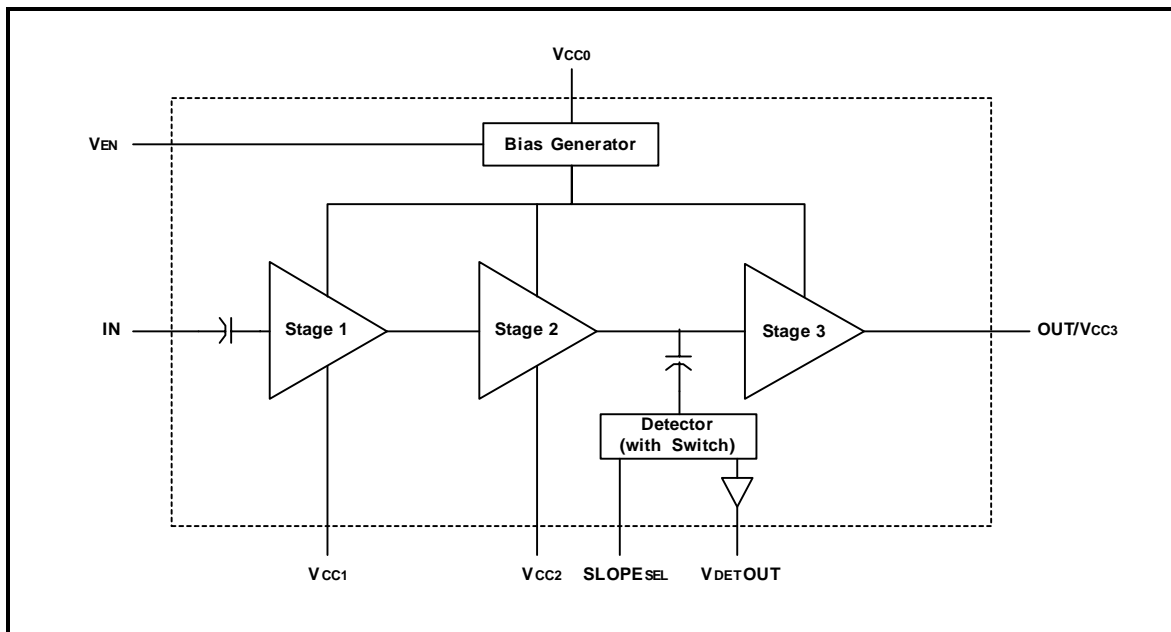 VCC0
VEN
Bias Generator
IN
Stage 1
Stage 2
Stage 3
OUT/VCC3
Detector
(with Switch)
VCC1
VCC2
SLOPESEL
VDETOUT